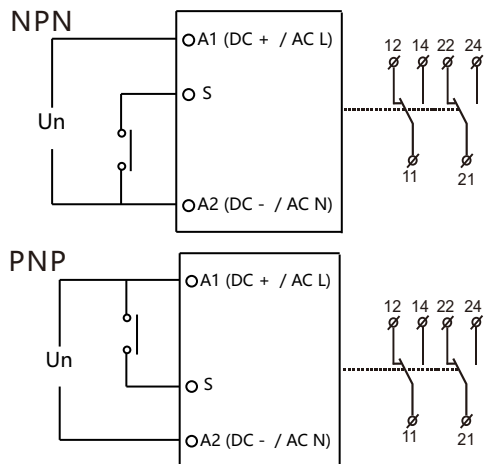 NPN
A1 (DC + / AC L)
12 14 22 24
S
Un
11 21
A2 (DC - / AC N)
PNP
A1 (DC + / AC L)
12 14 22 24
Un
S
11 21
A2 (DC - / AC N)